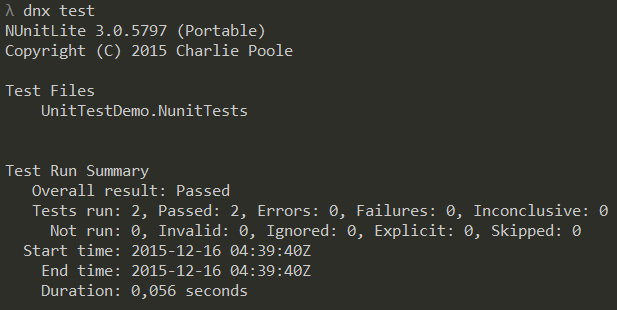 λ dnx test
NUnitLite 3.0.5797 (Portable)
Copyright (C) 2015 Charlie Poole
Test Files
UnitTestDemo.NunitTests
Test Run Summary
Overall result: Passed
Tests run: 2, Passed: 2, Errors: 0, Failures: 0, Inconclusive: 0
Not run: 0, Invalid: 0, Ignored: 0, Explicit: 0, Skipped: 0
Start time: 2015-12-16 04:39:40Z
End time: 2015-12-16 04:39:40Z
Duration: 0,056 seconds